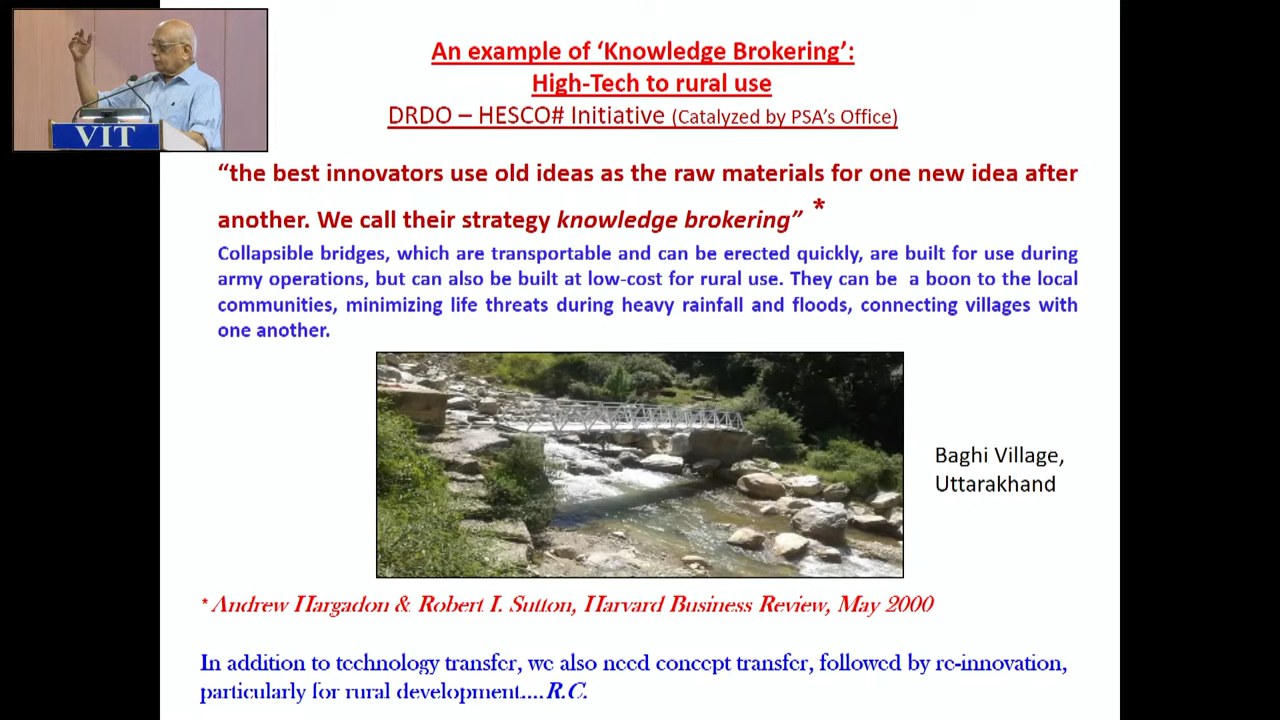 VIT
An example of ‘Knowledge Brokering’:
High-Tech to rural use
DRDO – HESCO# Initiative (Catalyzed by PSA’s Office)
“the best innovators use old ideas as the raw materials for one new idea after
another. We call their strategy knowledge brokering” *
Collapsible bridges, which are transportable and can be erected quickly, are built for use during
army operations, but can also be built at low-cost for rural use. They can be a boon to the local
communities, minimizing life threats during heavy rainfall and floods, connecting villages with
one another.
Baghi Village,
Uttarakhand
* Andrew Hargadon & Robert I. Sutton, Harvard Business Review, May 2000
In addition to technology transfer, we also need concept transfer, followed by re-innovation,
particularly for rural development....R.C.